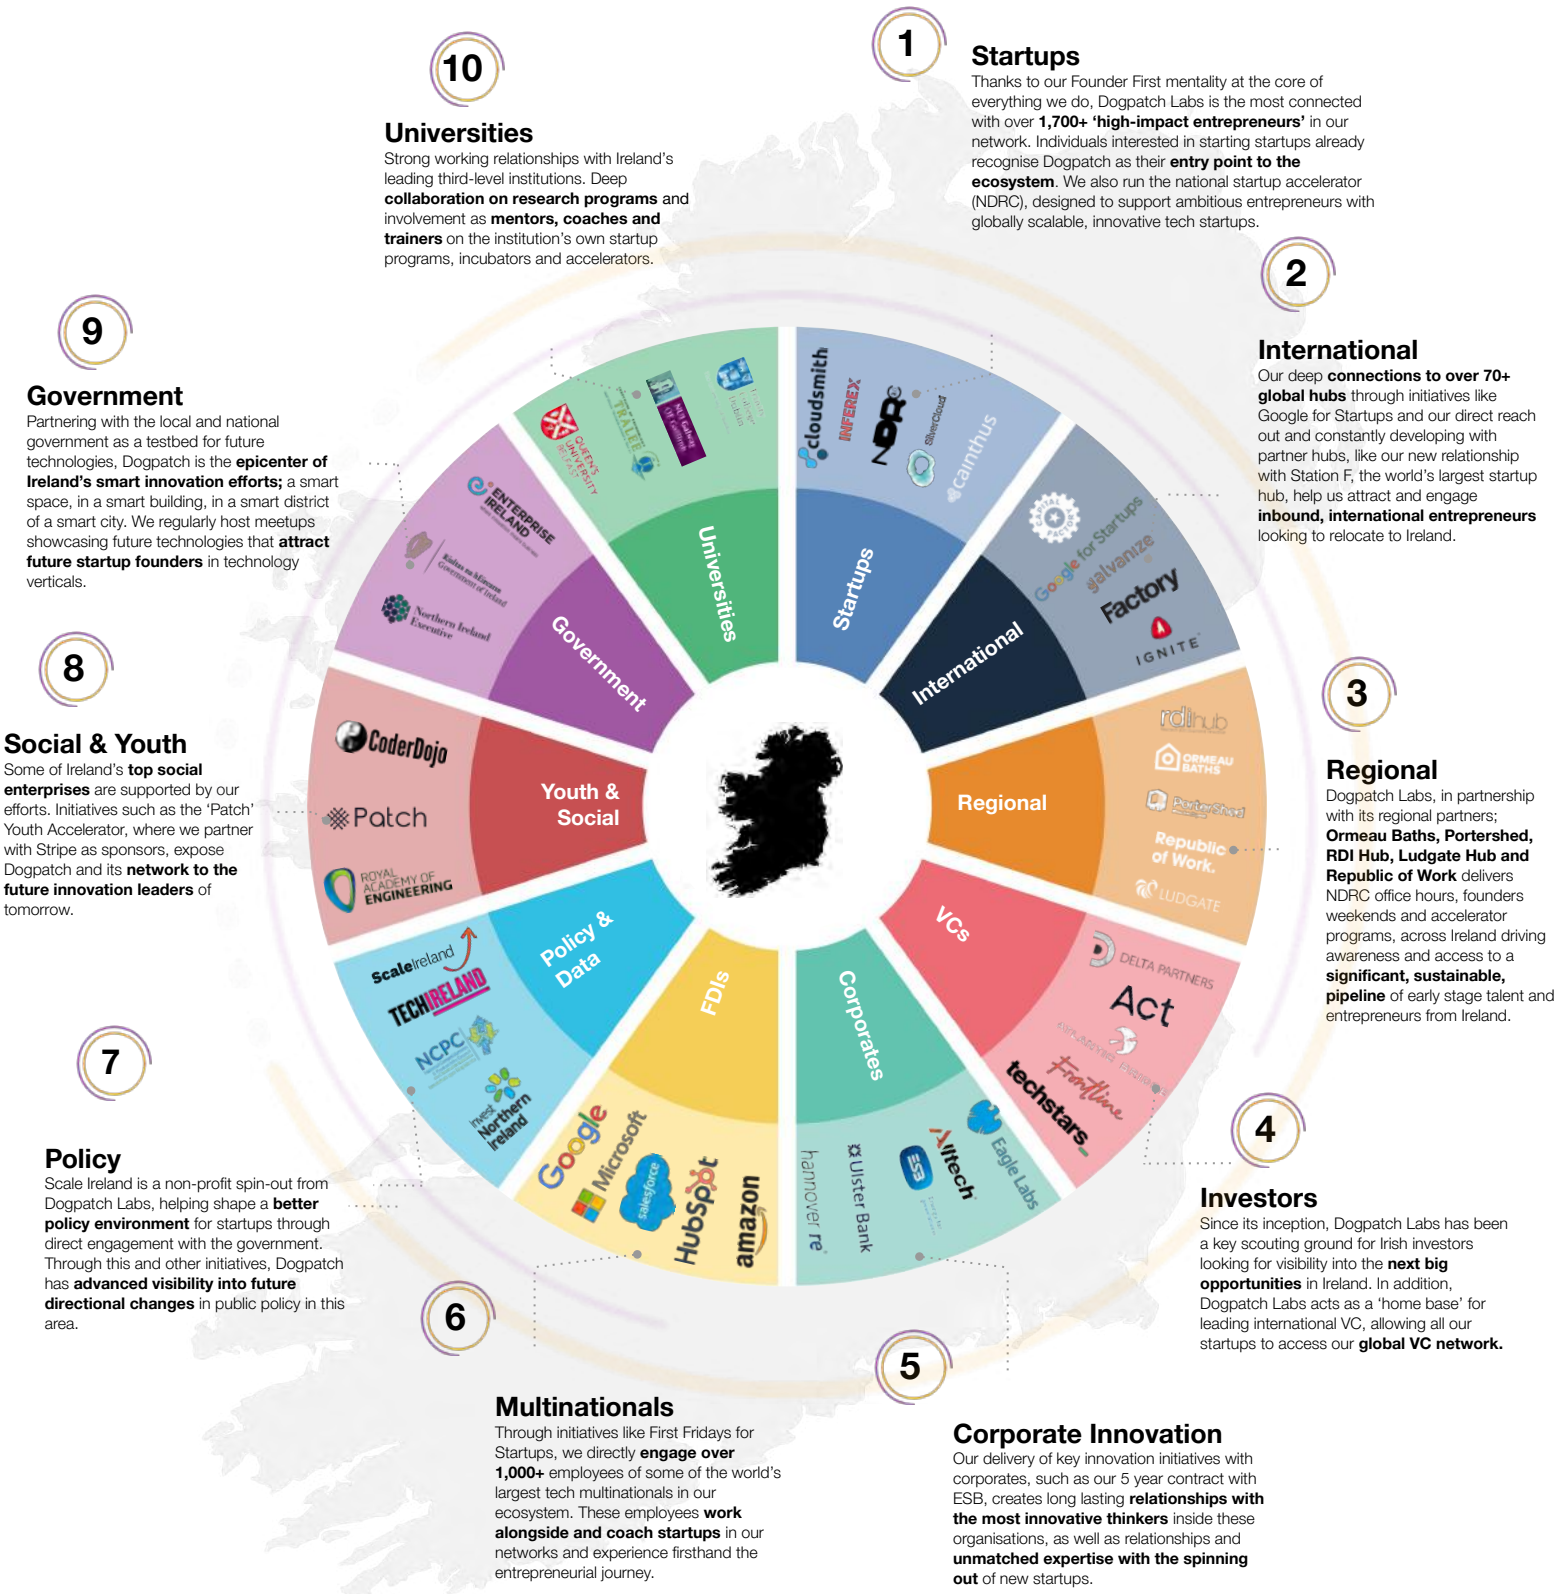 1
Startups
Thanks to our Founder First mentality at the core of
everything we do, Dogpatch Labs is the most connected
with over 1,700+ ‘high-impact entrepreneurs’ in our
network. Individuals interested in starting startups already
recognise Dogpatch as their entry point to the
ecosystem. We also run the national startup accelerator
(NDRC), designed to support ambitious entrepreneurs with
globally scalable, innovative tech startups.
2
International
Our deep connections to over 70+
global hubs through initiatives like
Google for Startups and our direct reach
out and constantly developing with
partner hubs, like our new relationship
with Station F, the world’s largest startup
hub, help us attract and engage
inbound, international entrepreneurs
looking to relocate to Ireland.
3
Regional
Dogpatch Labs, in partnership
with its regional partners;
Ormeau Baths, Portershed,
RDI Hub, Ludgate Hub and
Republic of Work delivers
NDRC office hours, founders
weekends and accelerator
programs, across Ireland driving
awareness and access to a
significant, sustainable,
pipeline of early stage talent and
entrepreneurs from Ireland.
4
Investors
Since its inception, Dogpatch Labs has been
a key scouting ground for Irish investors
looking for visibility into the next big
opportunities in Ireland. In addition,
Dogpatch Labs acts as a ‘home base’ for
leading international VC, allowing all our
startups to access our global VC network.
5
Corporate Innovation
Our delivery of key innovation initiatives with
corporates, such as our 5 year contract with
ESB, creates long lasting relationships with
the most innovative thinkers inside these
organisations, as well as relationships and
unmatched expertise with the spinning
out of new startups.
6
Multinationals
Through initiatives like First Fridays for
Startups, we directly engage over
1,000+ employees of some of the world’s
largest tech multinationals in our
ecosystem. These employees work
alongside and coach startups in our
networks and experience firsthand the
entrepreneurial journey.
7
Policy
Scale Ireland is a non-profit spin-out from
Dogpatch Labs, helping shape a better
policy environment for startups through
direct engagement with the government.
Through this and other initiatives, Dogpatch
has advanced visibility into future
directional changes in public policy in this
area.
8
Social & Youth
Some of Ireland’s top social
enterprises are supported by our
efforts. Initiatives such as the ‘Patch’
Youth Accelerator, where we partner
with Stripe as sponsors, expose
Dogpatch and its network to the
future innovation leaders of
tomorrow.
9
Government
Partnering with the local and national
government as a testbed for future
technologies, Dogpatch is the epicenter of
Ireland’s smart innovation efforts; a smart
space, in a smart building, in a smart district
of a smart city. We regularly host meetups
showcasing future technologies that attract
future startup founders in technology
verticals.
10
Universities
Strong working relationships with Ireland’s
leading third-level institutions. Deep
collaboration on research programs and
involvement as mentors, coaches and
trainers on the institution’s own startup
programs, incubators and accelerators.
Startups
cloudsmith
INFEREX
NDRC
SilverCloud
Cainthus
International
CAPITAL
FACTORY
Google for Startups
galvanize
Factory
IGNITE
Regional
rdihub
ORMEAU
BATHS
PorterShed
Republic
of Work.
LUDGATE
VCs
DELTA PARTNERS
Act
Frontline
techstars_
Corporates
Eagle Labs
Alltech
ESB
Ulster Bank
hannover re
FDIs
Google
Microsoft
salesforce
HubSpot
amazon
Policy &
Data
ScaleIreland
TECHIRELAND
NCPC
Invest
Northern
Ireland
Youth &
Social
CoderDojo
Patch
ROYAL
ACADEMY OF
ENGINEERING
Government
ENTERPRISE
IRELAND
Rialtas na hÉireann
Government of Ireland
Northern Ireland
Executive
Universities
QUEEN'S
UNIVERSITY
BELFAST
TRALEE
NUI Galway
OÉ Gaillimh
Trinity
College
Dublin